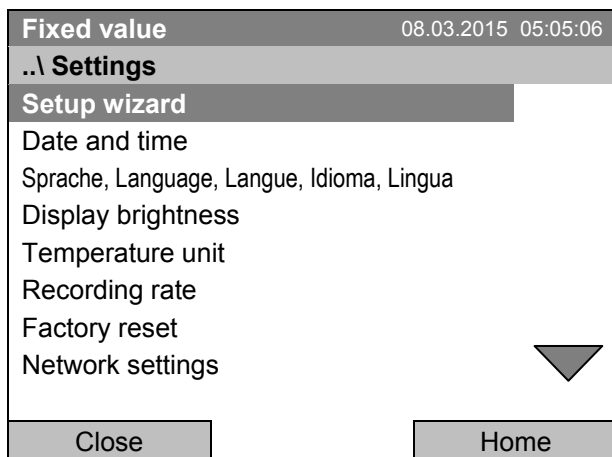 Fixed value 08.03.2015 05:05:06
..\ Settings
Setup wizard
Date and time
Sprache, Language, Langue, Idioma, Lingua
Display brightness
Temperature unit
Recording rate
Factory reset
Network settings
Close Home